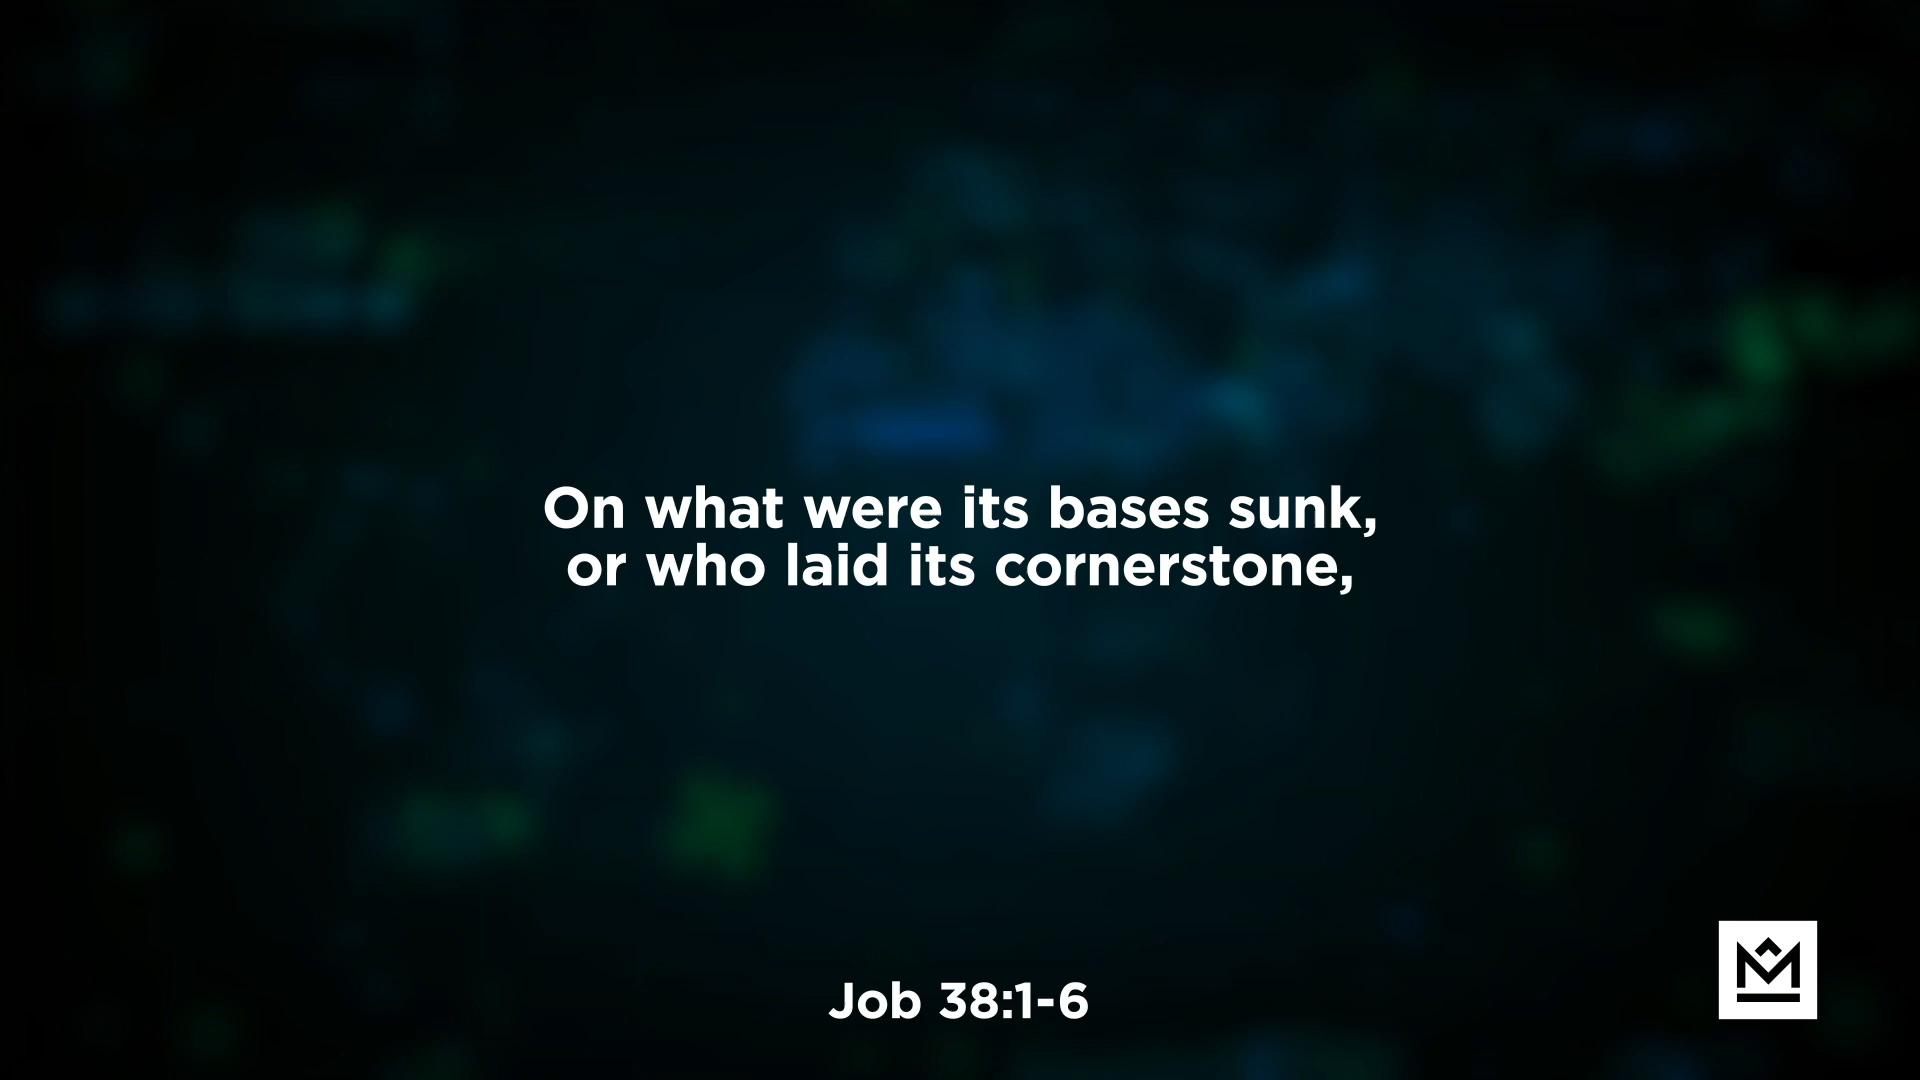 On what were its bases sunk,
or who laid its cornerstone,
Job 38:1-6